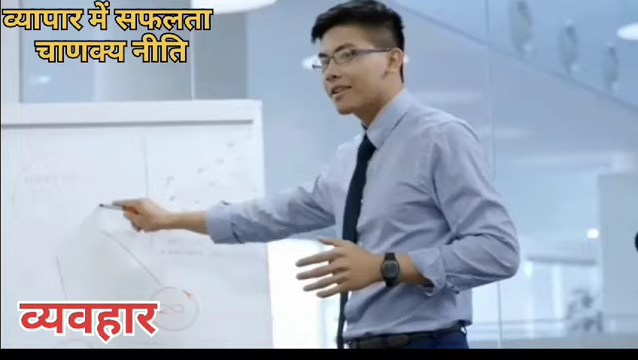 व्यापार में सफलता
चाणक्य नीति
व्यवहार